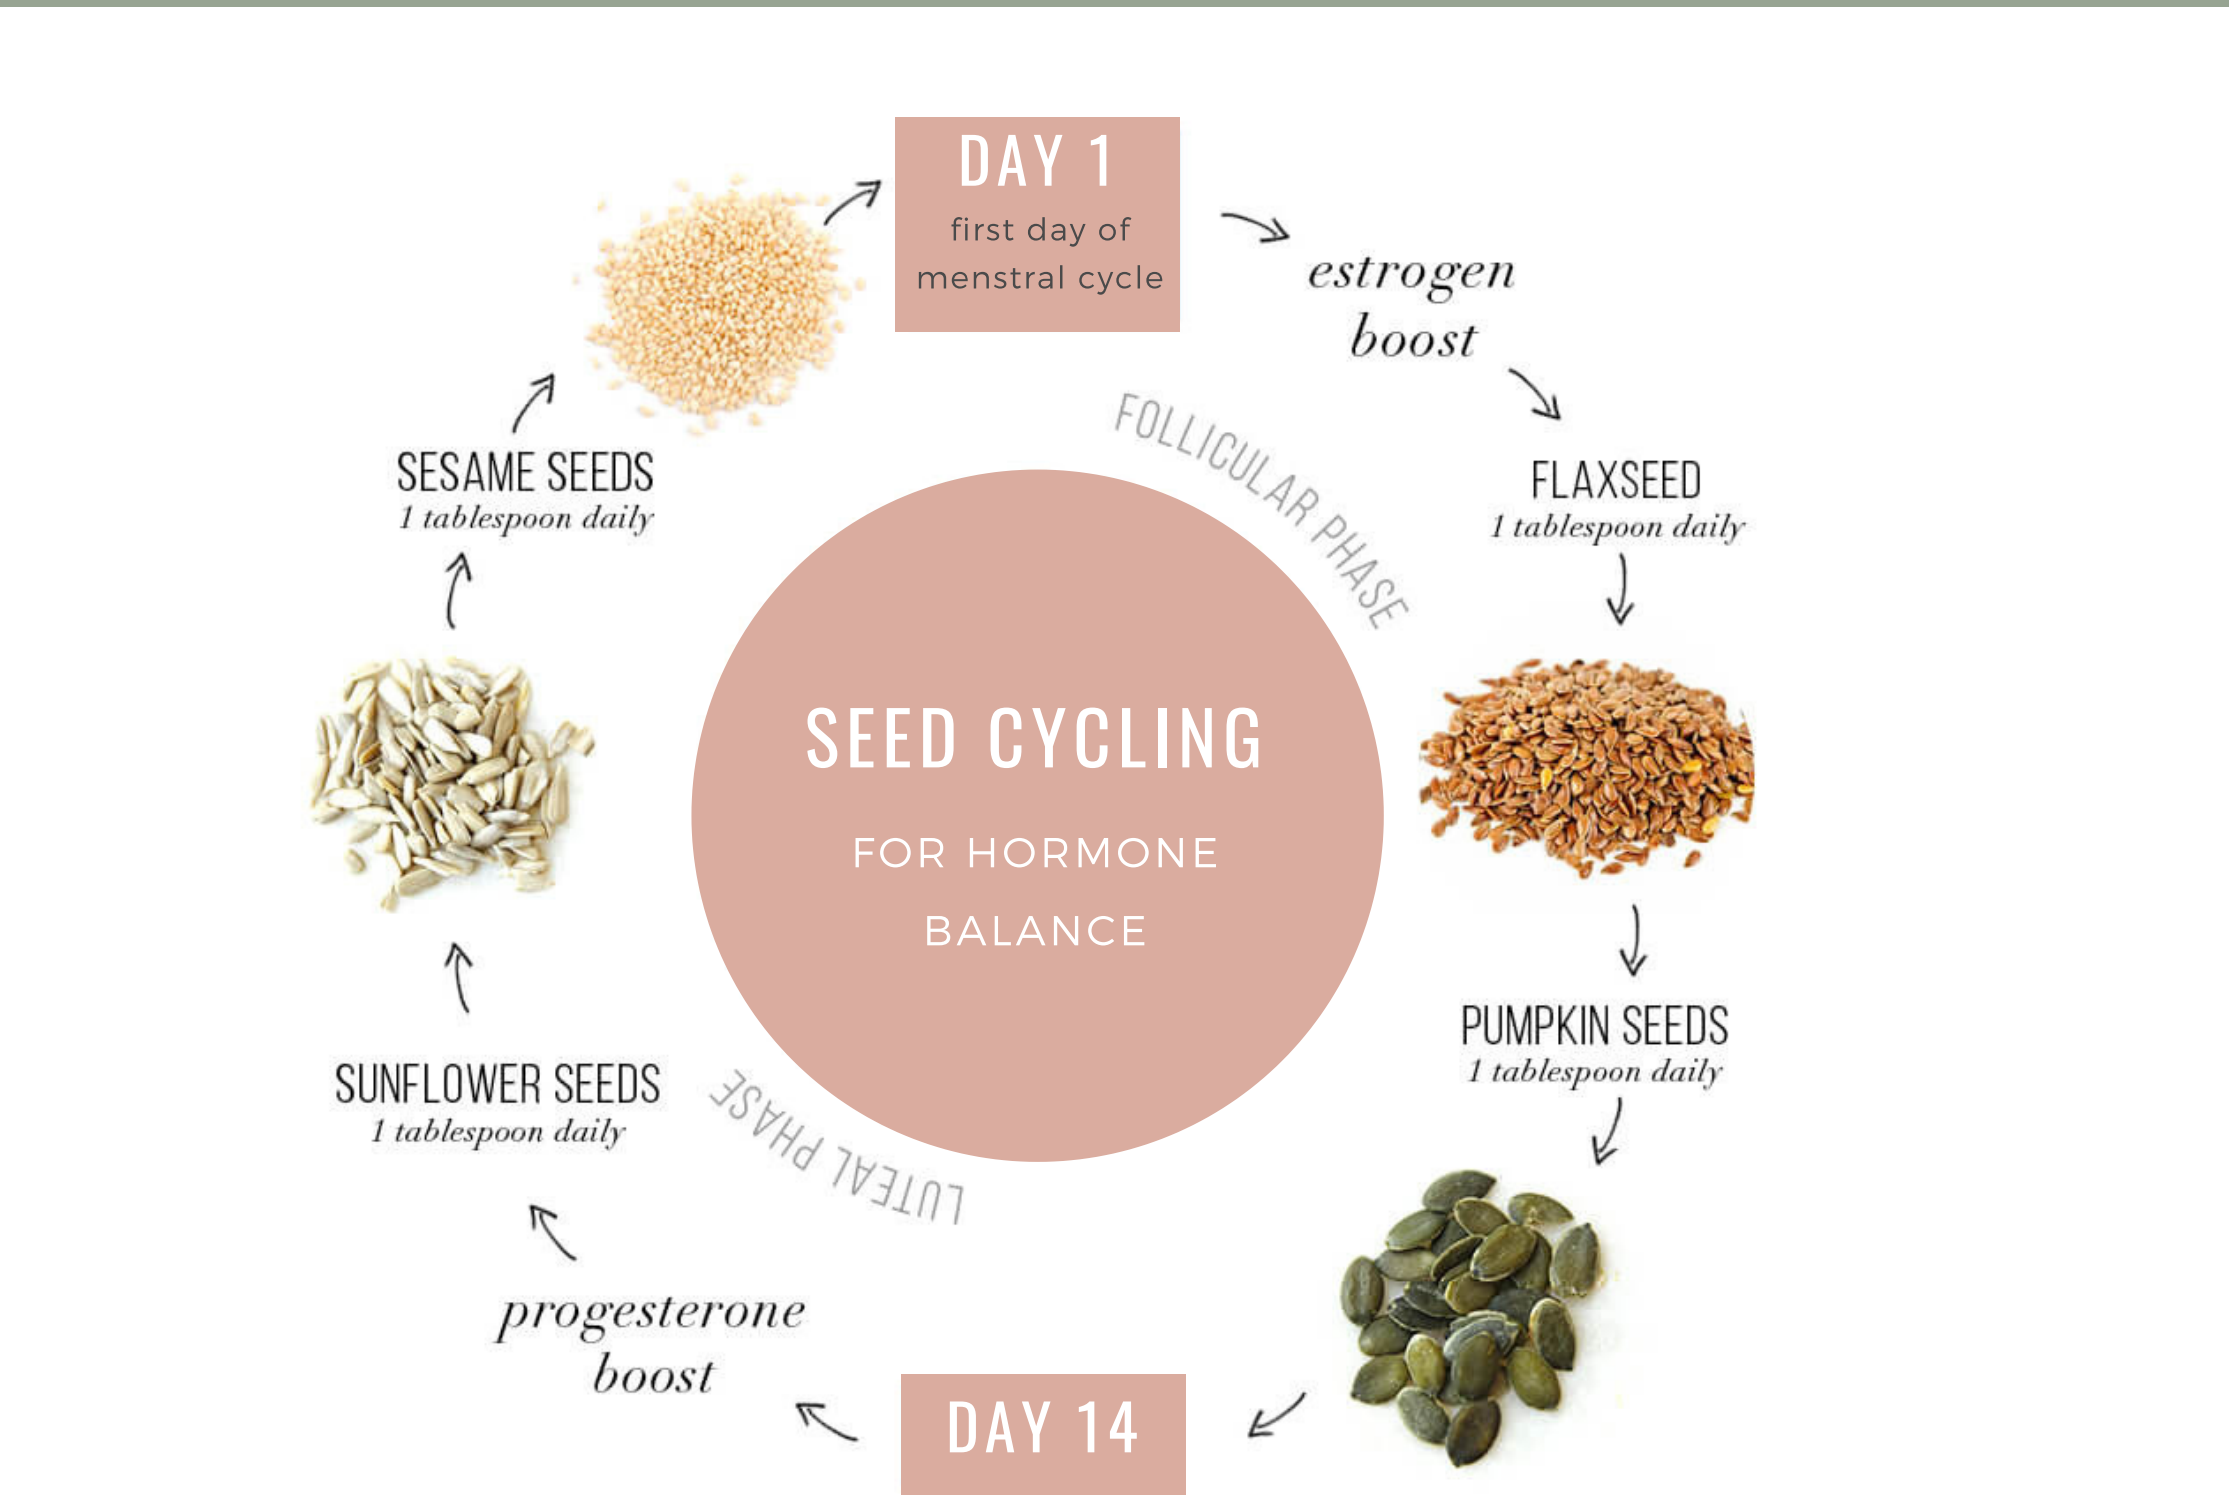 DAY 1
first day of
menstral cycle
estrogen
boost
FOLLICULAR PHASE
FLAXSEED
1 tablespoon daily
PUMPKIN SEEDS
1 tablespoon daily
DAY 14
progesterone
boost
LUTEAL PHASE
SUNFLOWER SEEDS
1 tablespoon daily
SESAME SEEDS
1 tablespoon daily
SEED CYCLING
FOR HORMONE
BALANCE